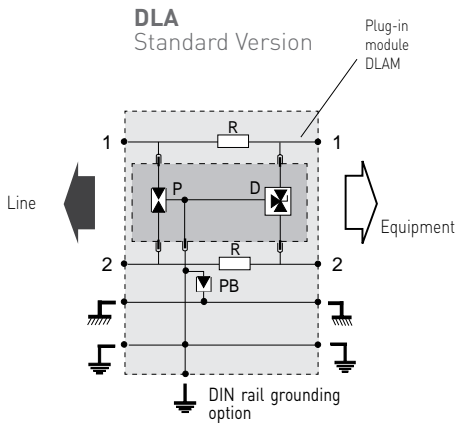 DLA
Standard Version
Plug-in
module
DLAM
R
1
1
P
D
Line
Equipment
R
2
2
PB
DIN rail grounding
option